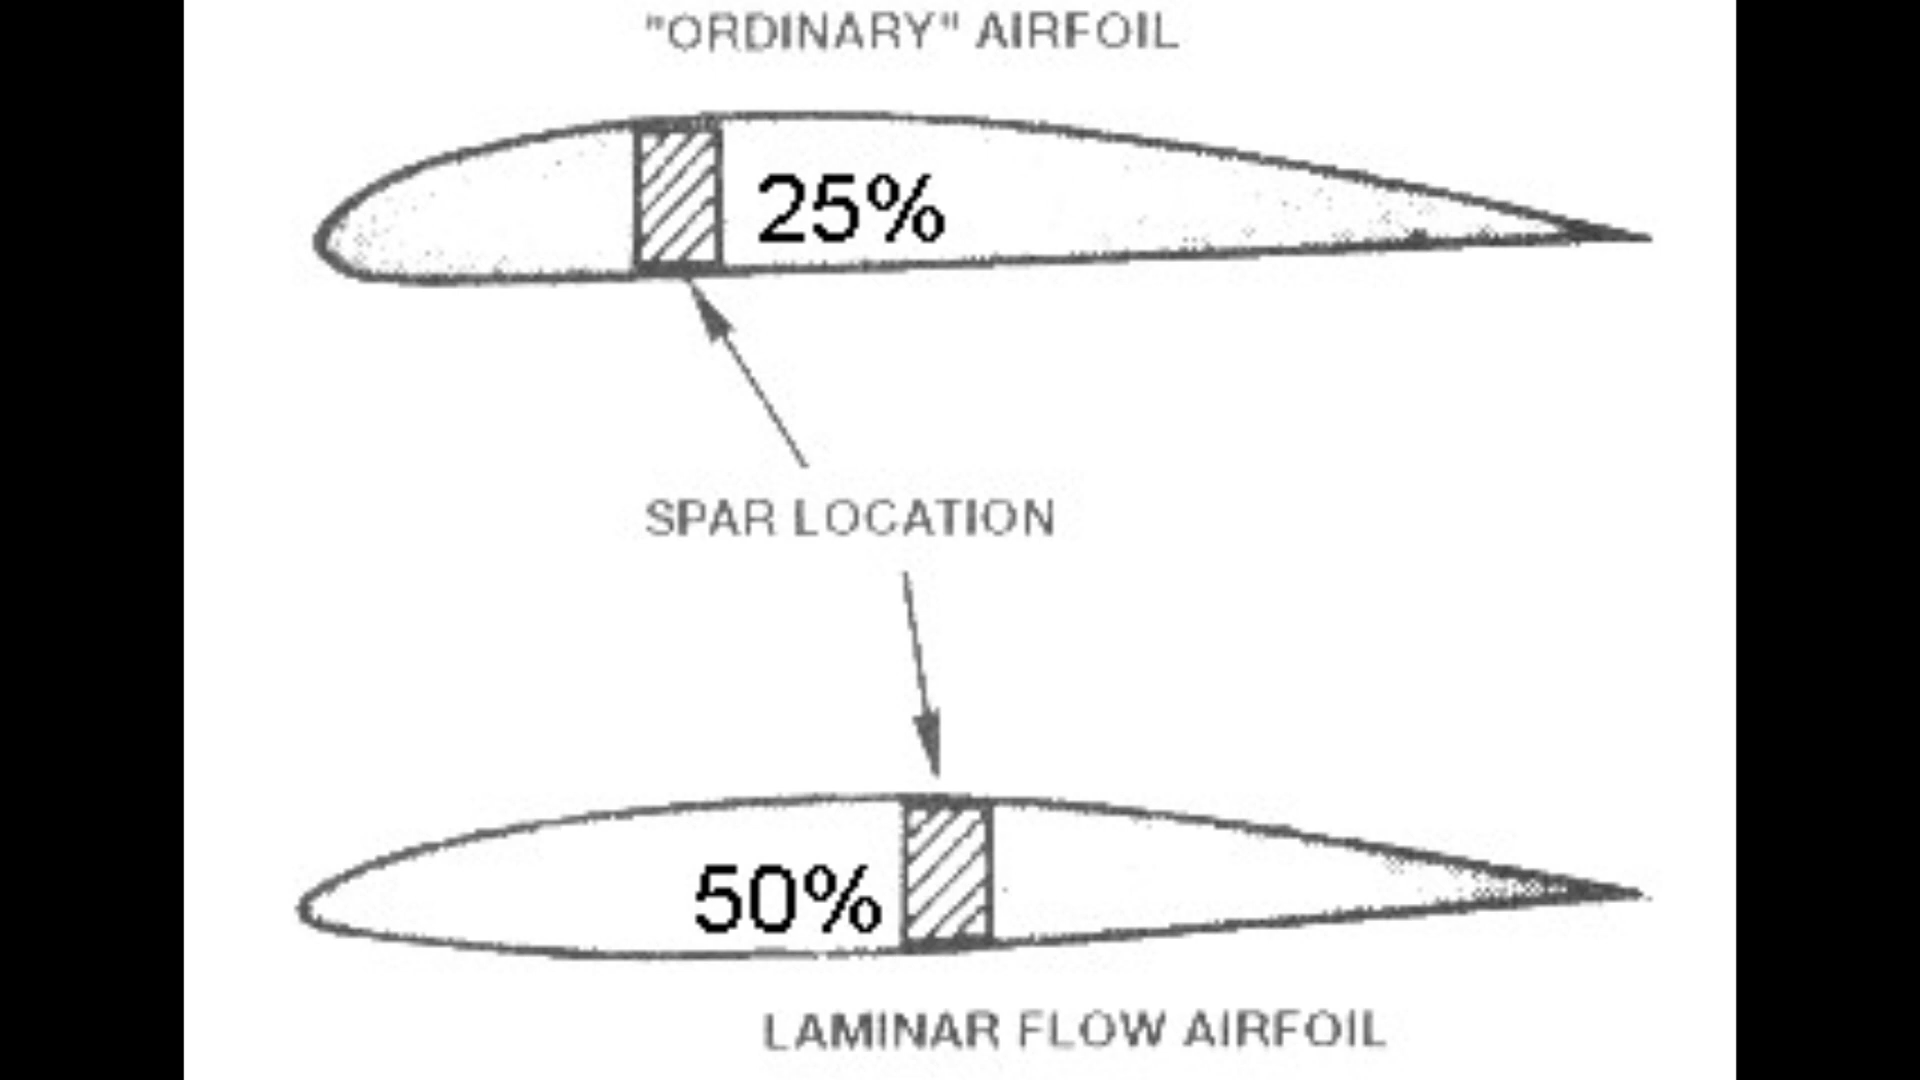 "ORDINARY" AIRFOIL
25%
SPAR LOCATION
50%
LAMINAR FLOW AIRFOIL